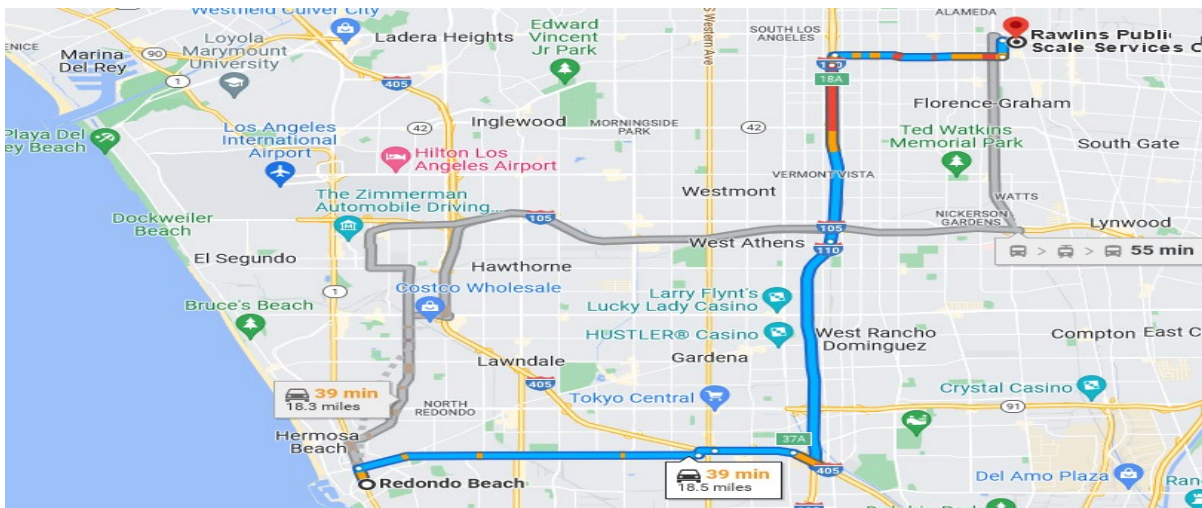 Westfield Culver City
Ladera Heights
Edward
Vincent
Jr Park
S Western Ave
SOUTH LOS
ANGELES
ALAMEDA
Rawlins Public
Scale Services
ENICE
Marina
Del Rey
90
Loyola
Marymount
University
1
405
110
18A
Florence-Graham
42
Inglewood
MORNINGSIDE
PARK
42
Ted Watkins
Memorial Park
South Gate
Playa Del
ey Beach
Los Angeles
International
Airport
Hilton Los
Angeles Airport
VERMONT VISTA
Westmont
WATTS
The Zimmerman
Automobile Driving...
Dockweiler
Beach
105
105
110
NICKERSON
GARDENS
Lynwood
West Athens
55 min
El Segundo
Hawthorne
1
Costco Wholesale
Bruce's Beach
Larry Flynt's
Lucky Lady Casino
HUSTLER® Casino
West Rancho
Dominguez
Compton
East C
Lawndale
Gardena
405
Crystal Casino
39 min
18.3 miles
NORTH
REDONDO
Tokyo Central
91
Hermosa
Beach
37A
39 min
18.5 miles
405
Del Amo Plaza
Redondo Beach